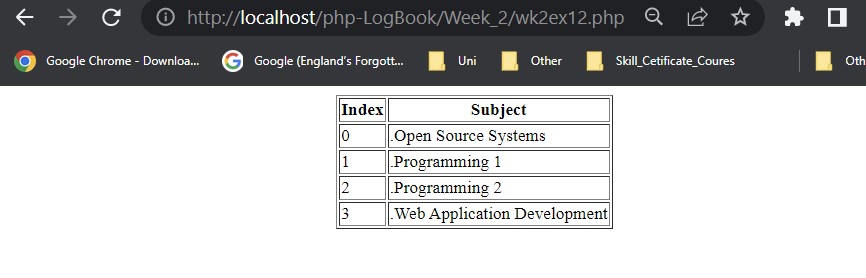 http://localhost/php-LogBook/Week_2/wk2ex12.php
Google Chrome - Downloa... Google (England's Forgott... Uni Other Skill_Cetificate_Coures Oth
Index Subject
0 .Open Source Systems
1 .Programming 1
2 .Programming 2
3 .Web Application Development